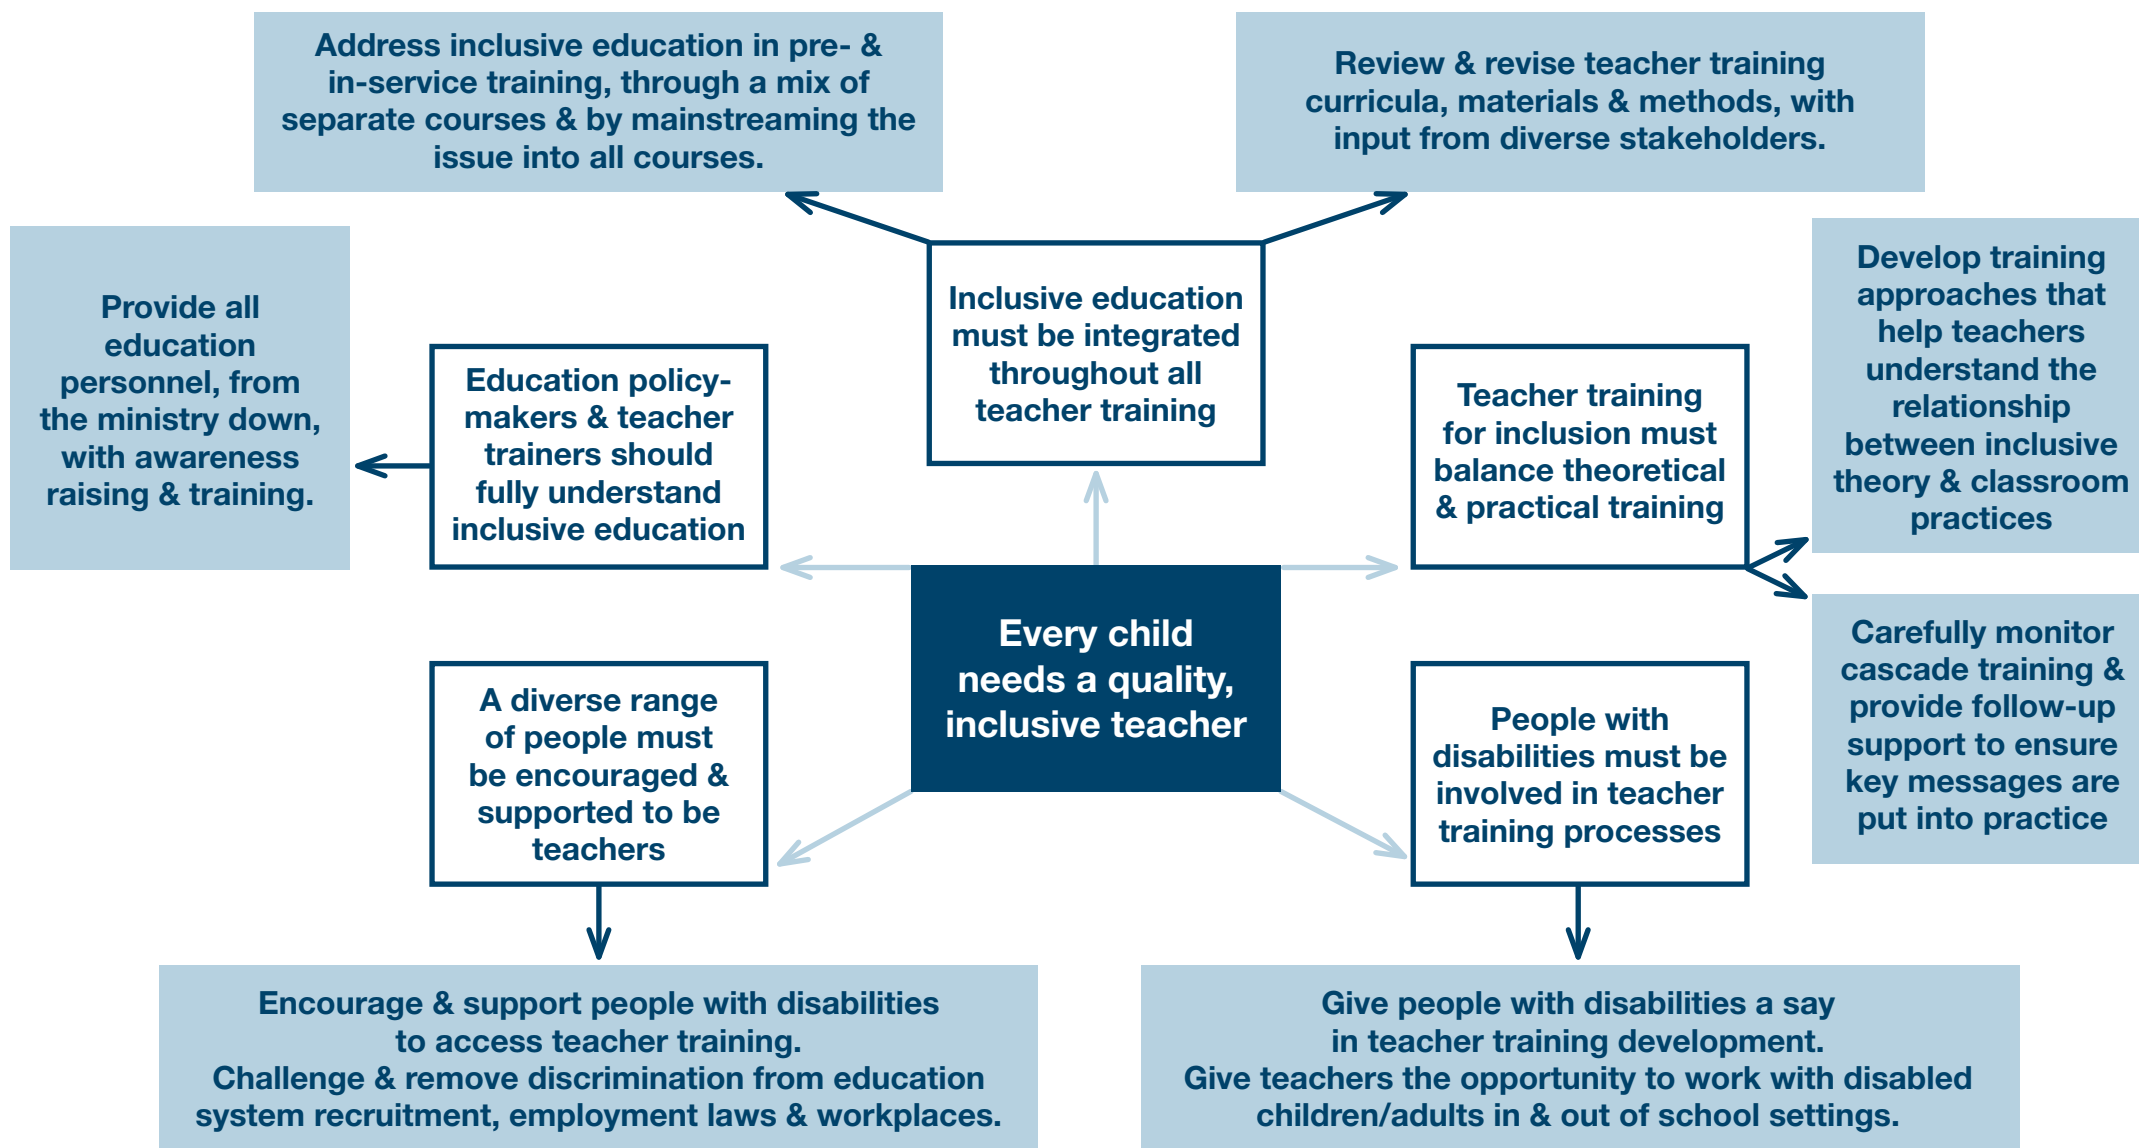 Address inclusive education in pre- &
in-service training, through a mix of
separate courses & by mainstreaming the
issue into all courses.
Review & revise teacher training
curricula, materials & methods, with
input from diverse stakeholders.
Provide all
education
personnel, from
the ministry down,
with awareness
raising & training.
Education policy-
makers & teacher
trainers should
fully understand
inclusive education
Inclusive education
must be integrated
throughout all
teacher training
Teacher training
for inclusion must
balance theoretical
& practical training
Develop training
approaches that
help teachers
understand the
relationship
between inclusive
theory & classroom
practices
Every child
needs a quality,
inclusive teacher
Carefully monitor
cascade training &
provide follow-up
support to ensure
key messages are
put into practice
A diverse range
of people must
be encouraged &
supported to be
teachers
People with
disabilities must be
involved in teacher
training processes
Encourage & support people with disabilities
to access teacher training.
Challenge & remove discrimination from education
system recruitment, employment laws & workplaces.
Give people with disabilities a say
in teacher training development.
Give teachers the opportunity to work with disabled
children/adults in & out of school settings.